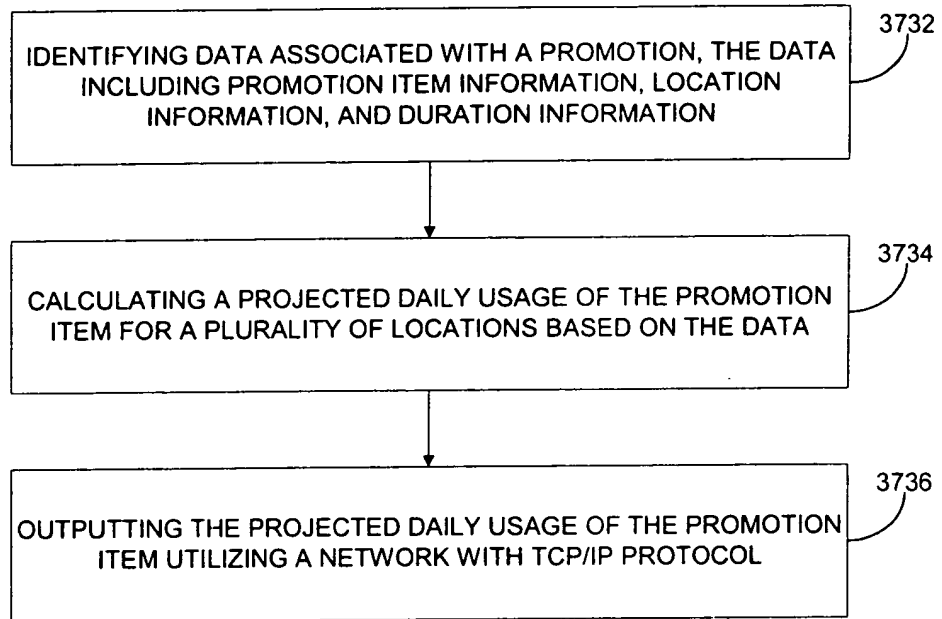 3732
IDENTIFYING DATA ASSOCIATED WITH A PROMOTION, THE DATA
INCLUDING PROMOTION ITEM INFORMATION, LOCATION
INFORMATION, AND DURATION INFORMATION
3734
CALCULATING A PROJECTED DAILY USAGE OF THE PROMOTION
ITEM FOR A PLURALITY OF LOCATIONS BASED ON THE DATA
3736
OUTPUTTING THE PROJECTED DAILY USAGE OF THE PROMOTION
ITEM UTILIZING A NETWORK WITH TCP/IP PROTOCOL